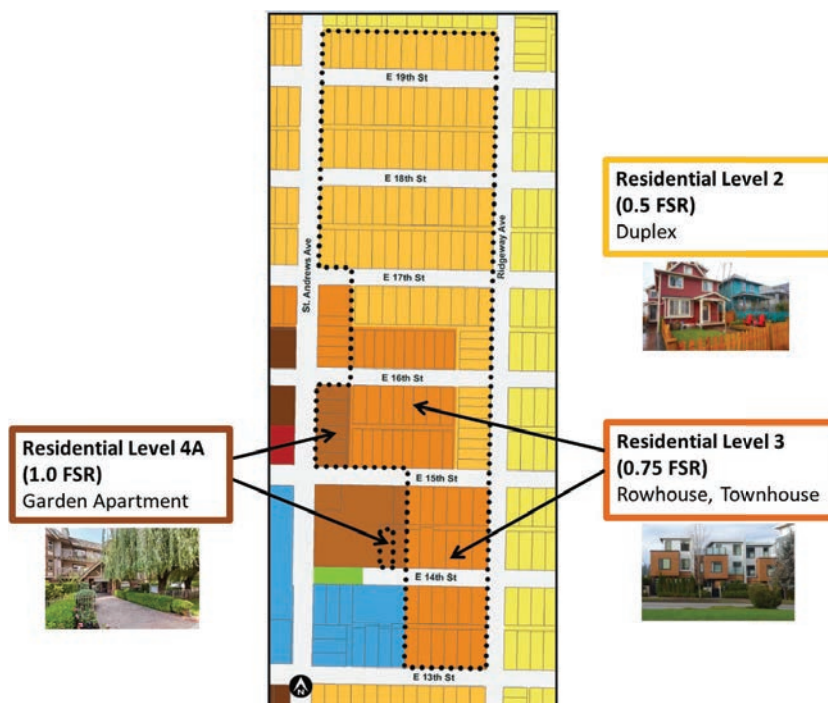 E 19th St
E 18th St
St. Andrews Ave
Ridgeway Ave
E 17th St
E 16th St
E 15th St
E 14th St
E 13th St
N
Residential Level 2
(0.5 FSR)
Duplex
Residential Level 4A
(1.0 FSR)
Garden Apartment
Residential Level 3
(0.75 FSR)
Rowhouse, Townhouse